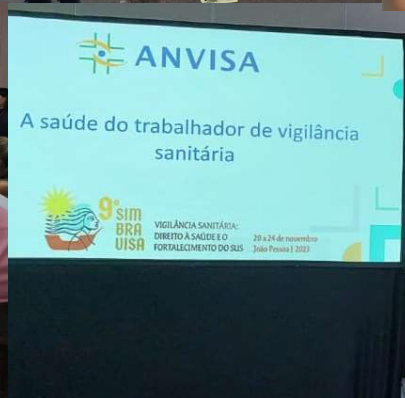 ANVISA
A saúde do trabalhador de vigilância
sanitária
9º SIM
BRA
VISA
VIGILÂNCIA SANITÁRIA:
DIREITO À SAÚDE E O
FORTALECIMENTO DO SUS
20 a 24 de novembro
João Pessoa | 2023